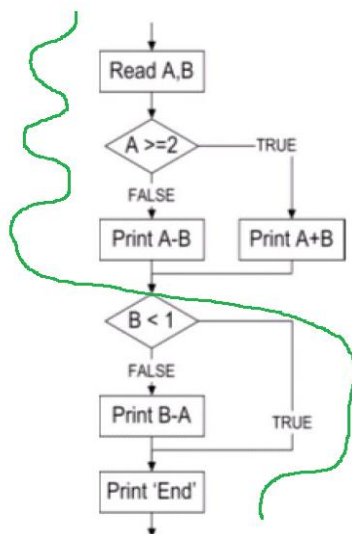 Read A,B
A >=2
TRUE
FALSE
Print A-B
Print A+B
B < 1
FALSE
Print B-A
TRUE
Print ‘End’